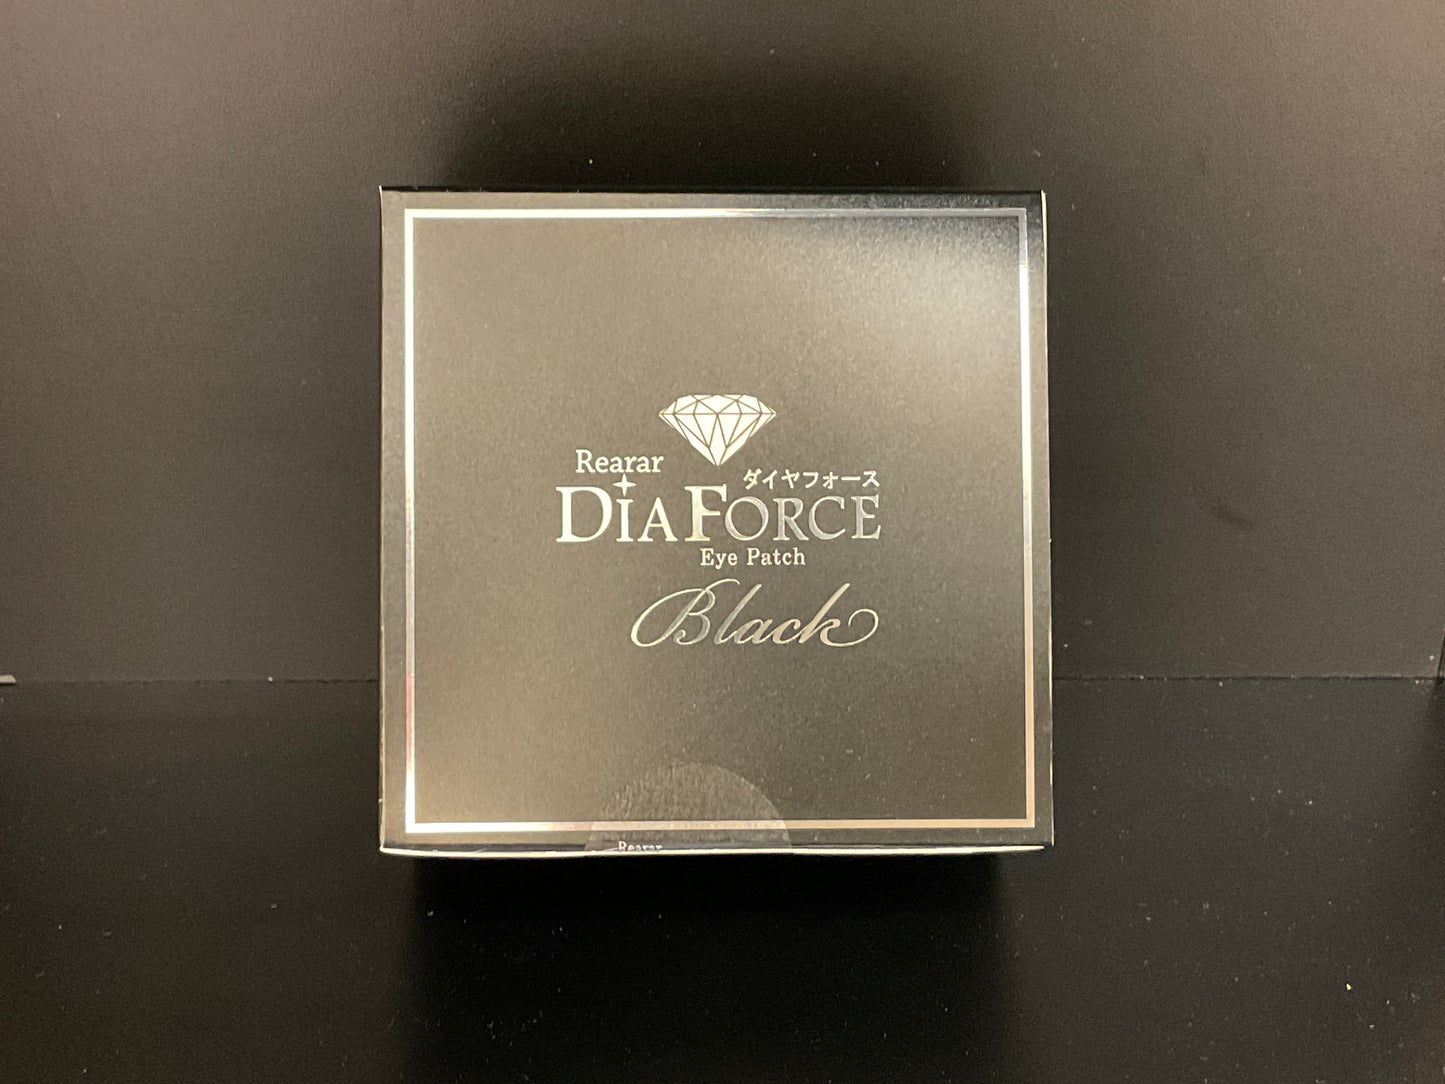 Rearar
ダイヤフォース
DiaForce
Eye Patch
Black
Rearar